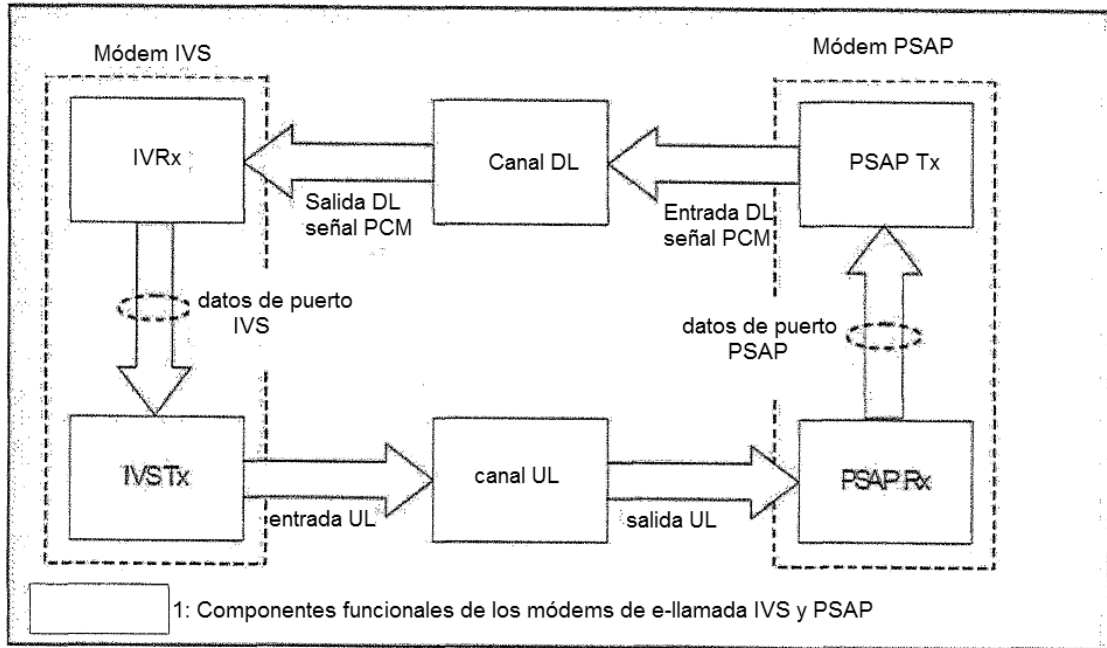 Módem IVS
Módem PSAP
IVRx
Canal DL
PSAP Tx
Salida DL
señal PCM
Entrada DL
señal PCM
datos de puerto
IVS
datos de puerto
PSAP
IVSTx
canal UL
PSAP Rx
entrada UL
salida UL
1: Componentes funcionales de los módems de e-llamada IVS y PSAP